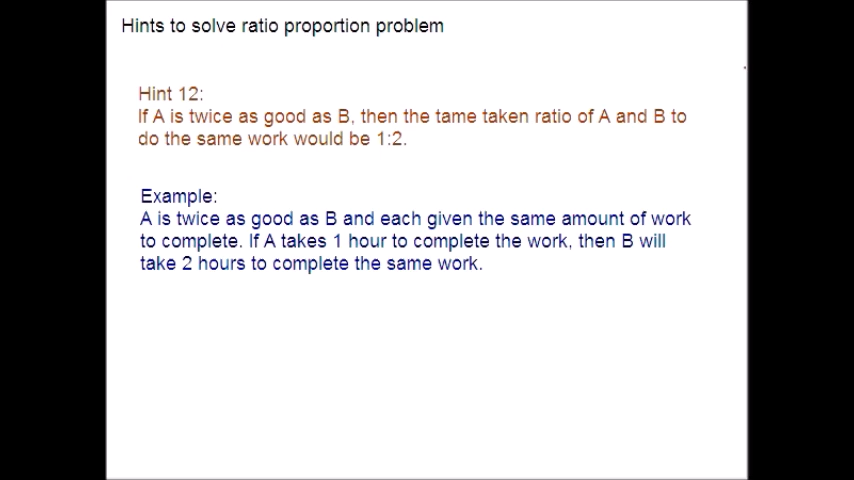 Hints to solve ratio proportion problem
Hint 12:
If A is twice as good as B, then the tame taken ratio of A and B to
do the same work would be 1:2.
Example:
A is twice as good as B and each given the same amount of work
to complete. If A takes 1 hour to complete the work, then B will
take 2 hours to complete the same work.